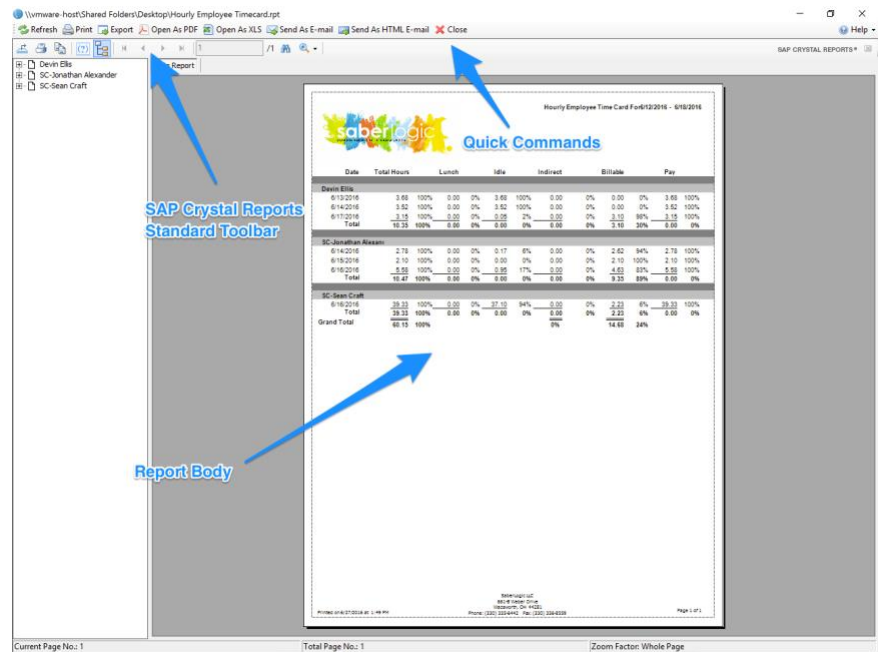 \\vmware-host\Shared Folders\Desktop\Hourly Employee Timecard.rpt
Refresh Print Export Open As PDF Open As XLS Send As E-mail Send As HTML E-mail Close Help
1 /1 SAP CRYSTAL REPORTS®
Devin Ellis
SC-Jonathan Alexander
SC-Sean Craft
Report
Hourly Employee Time Card For6/12/2016 - 6/18/2016
saberlogic
Quick Commands
Date Total Hours Lunch Idle Indirect Billable Pay
Devin Ellis
6/13/2016 3.68 100% 0.00 0% 3.68 100% 0.00 0% 0.00 0% 3.68 100%
6/14/2016 3.52 100% 0.00 0% 3.52 100% 0.00 0% 0.00 0% 3.52 100%
6/17/2016 3.15 100% 0.00 0% 0.05 2% 0.00 0% 3.10 98% 3.15 100%
Total 10.35 100% 0.00 0% 0.00 0% 0.00 0% 3.10 30% 0.00 0%
SAP Crystal Reports
Standard Toolbar
SC-Jonathan Alexan
6/14/2016 2.78 100% 0.00 0% 0.17 6% 0.00 0% 2.62 94% 2.78 100%
6/15/2016 2.10 100% 0.00 0% 0.00 0% 0.00 0% 2.10 100% 2.10 100%
6/16/2016 5.58 100% 0.00 0% 0.95 17% 0.00 0% 4.63 83% 5.58 100%
Total 10.47 100% 0.00 0% 0.00 0% 0.00 0% 9.35 89% 0.00 0%
SC-Sean Craft
6/16/2016 39.33 100% 0.00 0% 37.10 94% 0.00 0% 2.23 6% 39.33 100%
Total 39.33 100% 0.00 0% 0.00 0% 0.00 0% 2.23 6% 0.00 0%
Grand Total 60.15 100% 0% 14.68 24%
Report Body
SaberLogic LLC
Wadsworth, OH 44281
Printed on 6/27/2016 at 1:46 PM
Page 1 of 1
Current Page No.: 1 Total Page No.: 1 Zoom Factor: Whole Page